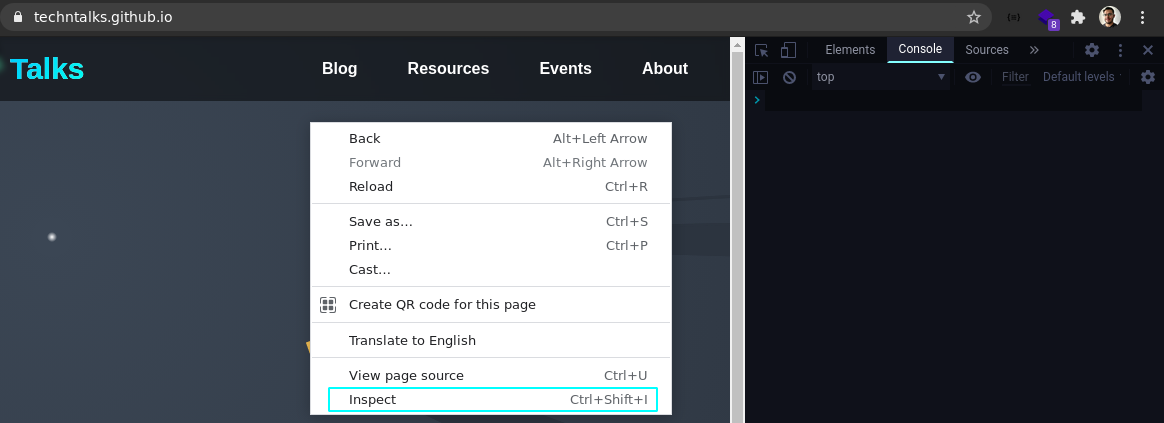 techntalks.github.io
8
Talks Blog Resources Events About
Elements Console Sources »
top Filter Default levels
>
Back Alt+Left Arrow
Forward Alt+Right Arrow
Reload Ctrl+R
Save as... Ctrl+S
Print... Ctrl+P
Cast...
Create QR code for this page
Translate to English
View page source Ctrl+U
Inspect Ctrl+Shift+I